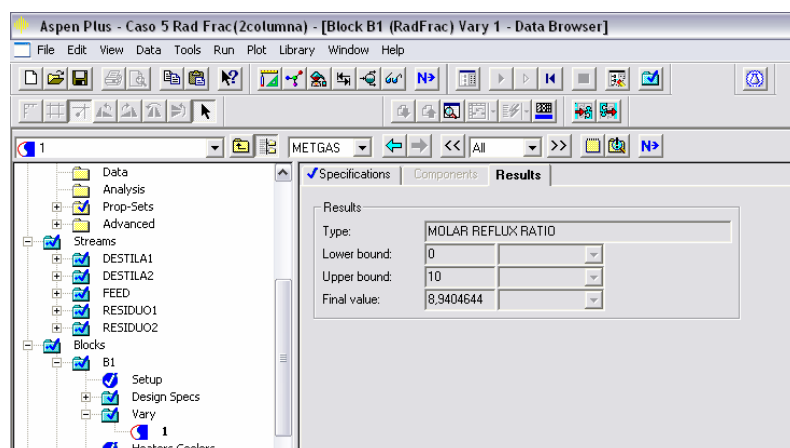 Aspen Plus - Caso 5 Rad Frac(2columna) - [Block B1 (RadFrac) Vary 1 - Data Browser]
File Edit View Data Tools Run Plot Library Window Help
N>
1 METGAS << All >> N>
Data
Analysis
Prop-Sets
Advanced
Streams
DESTILA1
DESTILA2
FEED
RESIDUO1
RESIDUO2
Blocks
B1
Setup
Design Specs
Vary
1
Heaters Coolers
Specifications Components Results
Results
Type: MOLAR REFLUX RATIO
Lower bound: 0
Upper bound: 10
Final value: 8,9404644